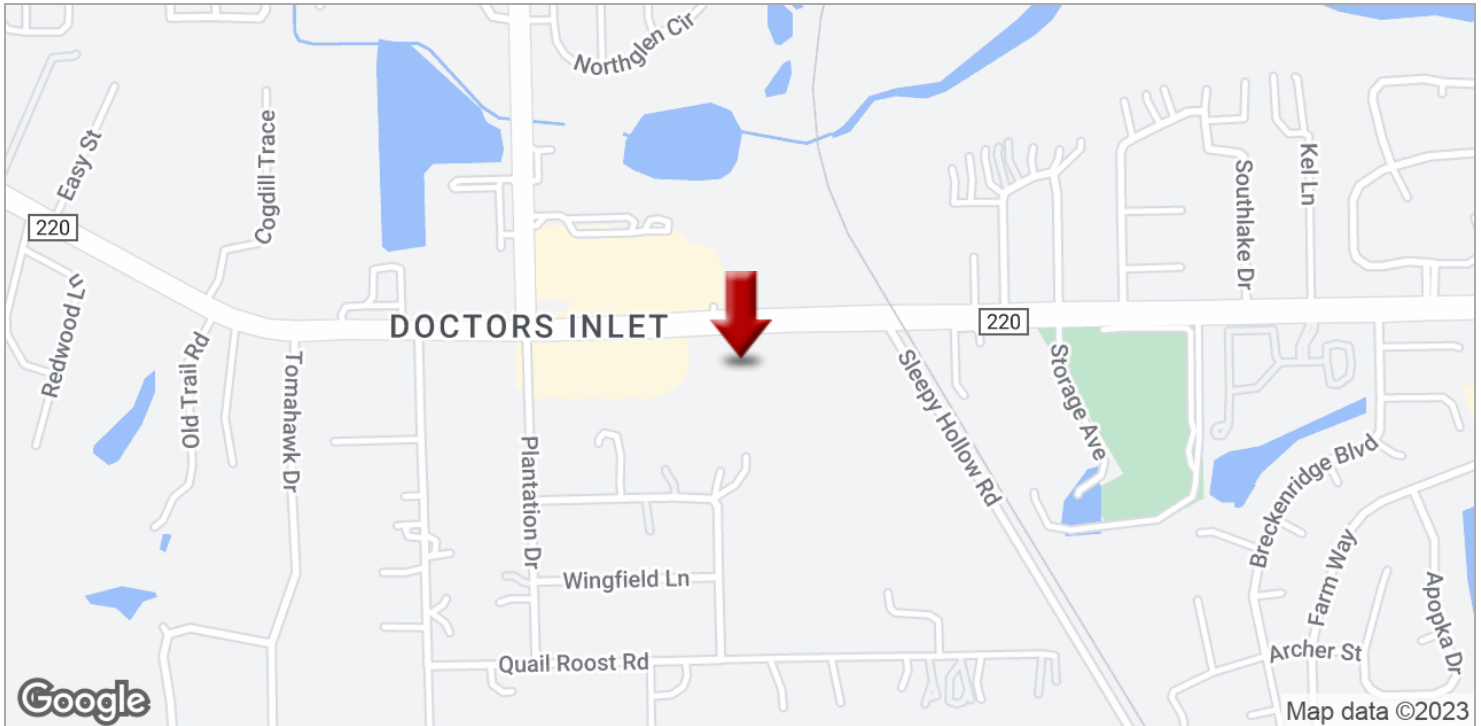 Northglen Cir
Easy St
Cogdill Trace
Kel Ln
Southlake Dr
220
Redwood Ln
DOCTORS INLET
220
Old Trail Rd
Tomahawk Dr
Sleepy Hollow Rd
Storage Ave
Plantation Dr
Breckenridge Blvd
Wingfield Ln
Farm Way
Apopka Dr
Quail Roost Rd
Archer St
Google
Map data ©2023